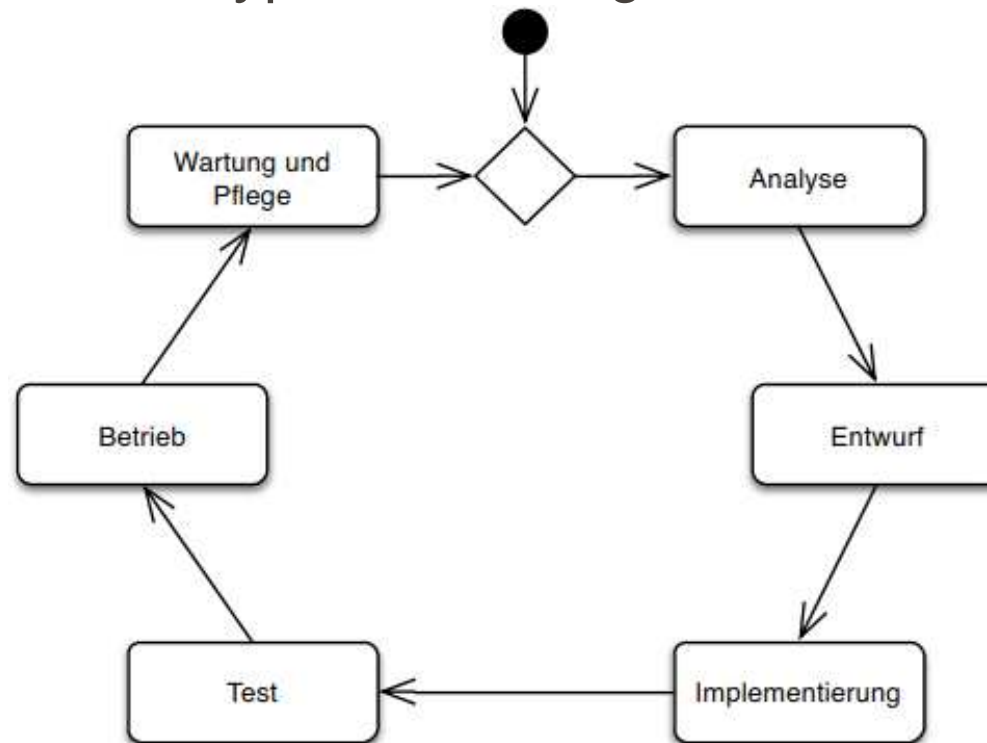 Wartung und
Pflege
Analyse
Betrieb
Entwurf
Test
Implementierung